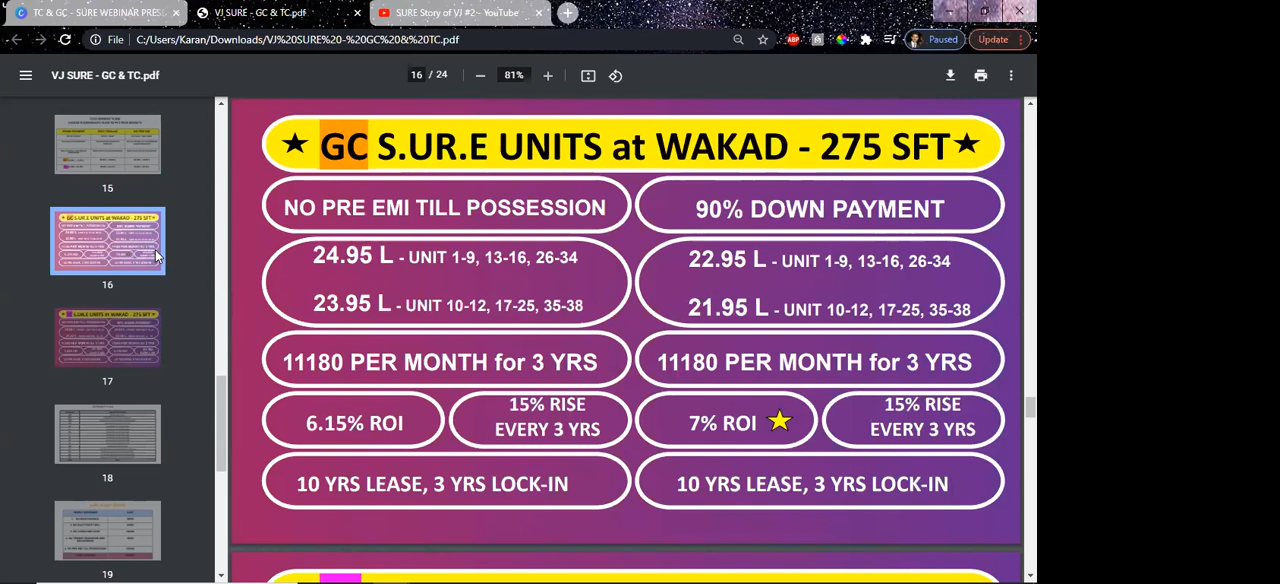 TC & GC - SURE WEBINAR PRES
VJ SURE - GC & TC.pdf
SURE Story of VJ #2~ YouTube
File
C:/Users/Karan/Downloads/VJ%20SURE%20-%20GC%20&%20TC.pdf
ABP
Paused
Update
VJ SURE - GC & TC.pdf
16 / 24
81%
15
16
17
18
19
GC S.UR.E UNITS at WAKAD - 275 SFT
NO PRE EMI TILL POSSESSION
90% DOWN PAYMENT
24.95 L - UNIT 1-9, 13-16, 26-34
23.95 L - UNIT 10-12, 17-25, 35-38
22.95 L - UNIT 1-9, 13-16, 26-34
21.95 L - UNIT 10-12, 17-25, 35-38
11180 PER MONTH for 3 YRS
11180 PER MONTH for 3 YRS
6.15% ROI
15% RISE
EVERY 3 YRS
7% ROI
15% RISE
EVERY 3 YRS
10 YRS LEASE, 3 YRS LOCK-IN
10 YRS LEASE, 3 YRS LOCK-IN